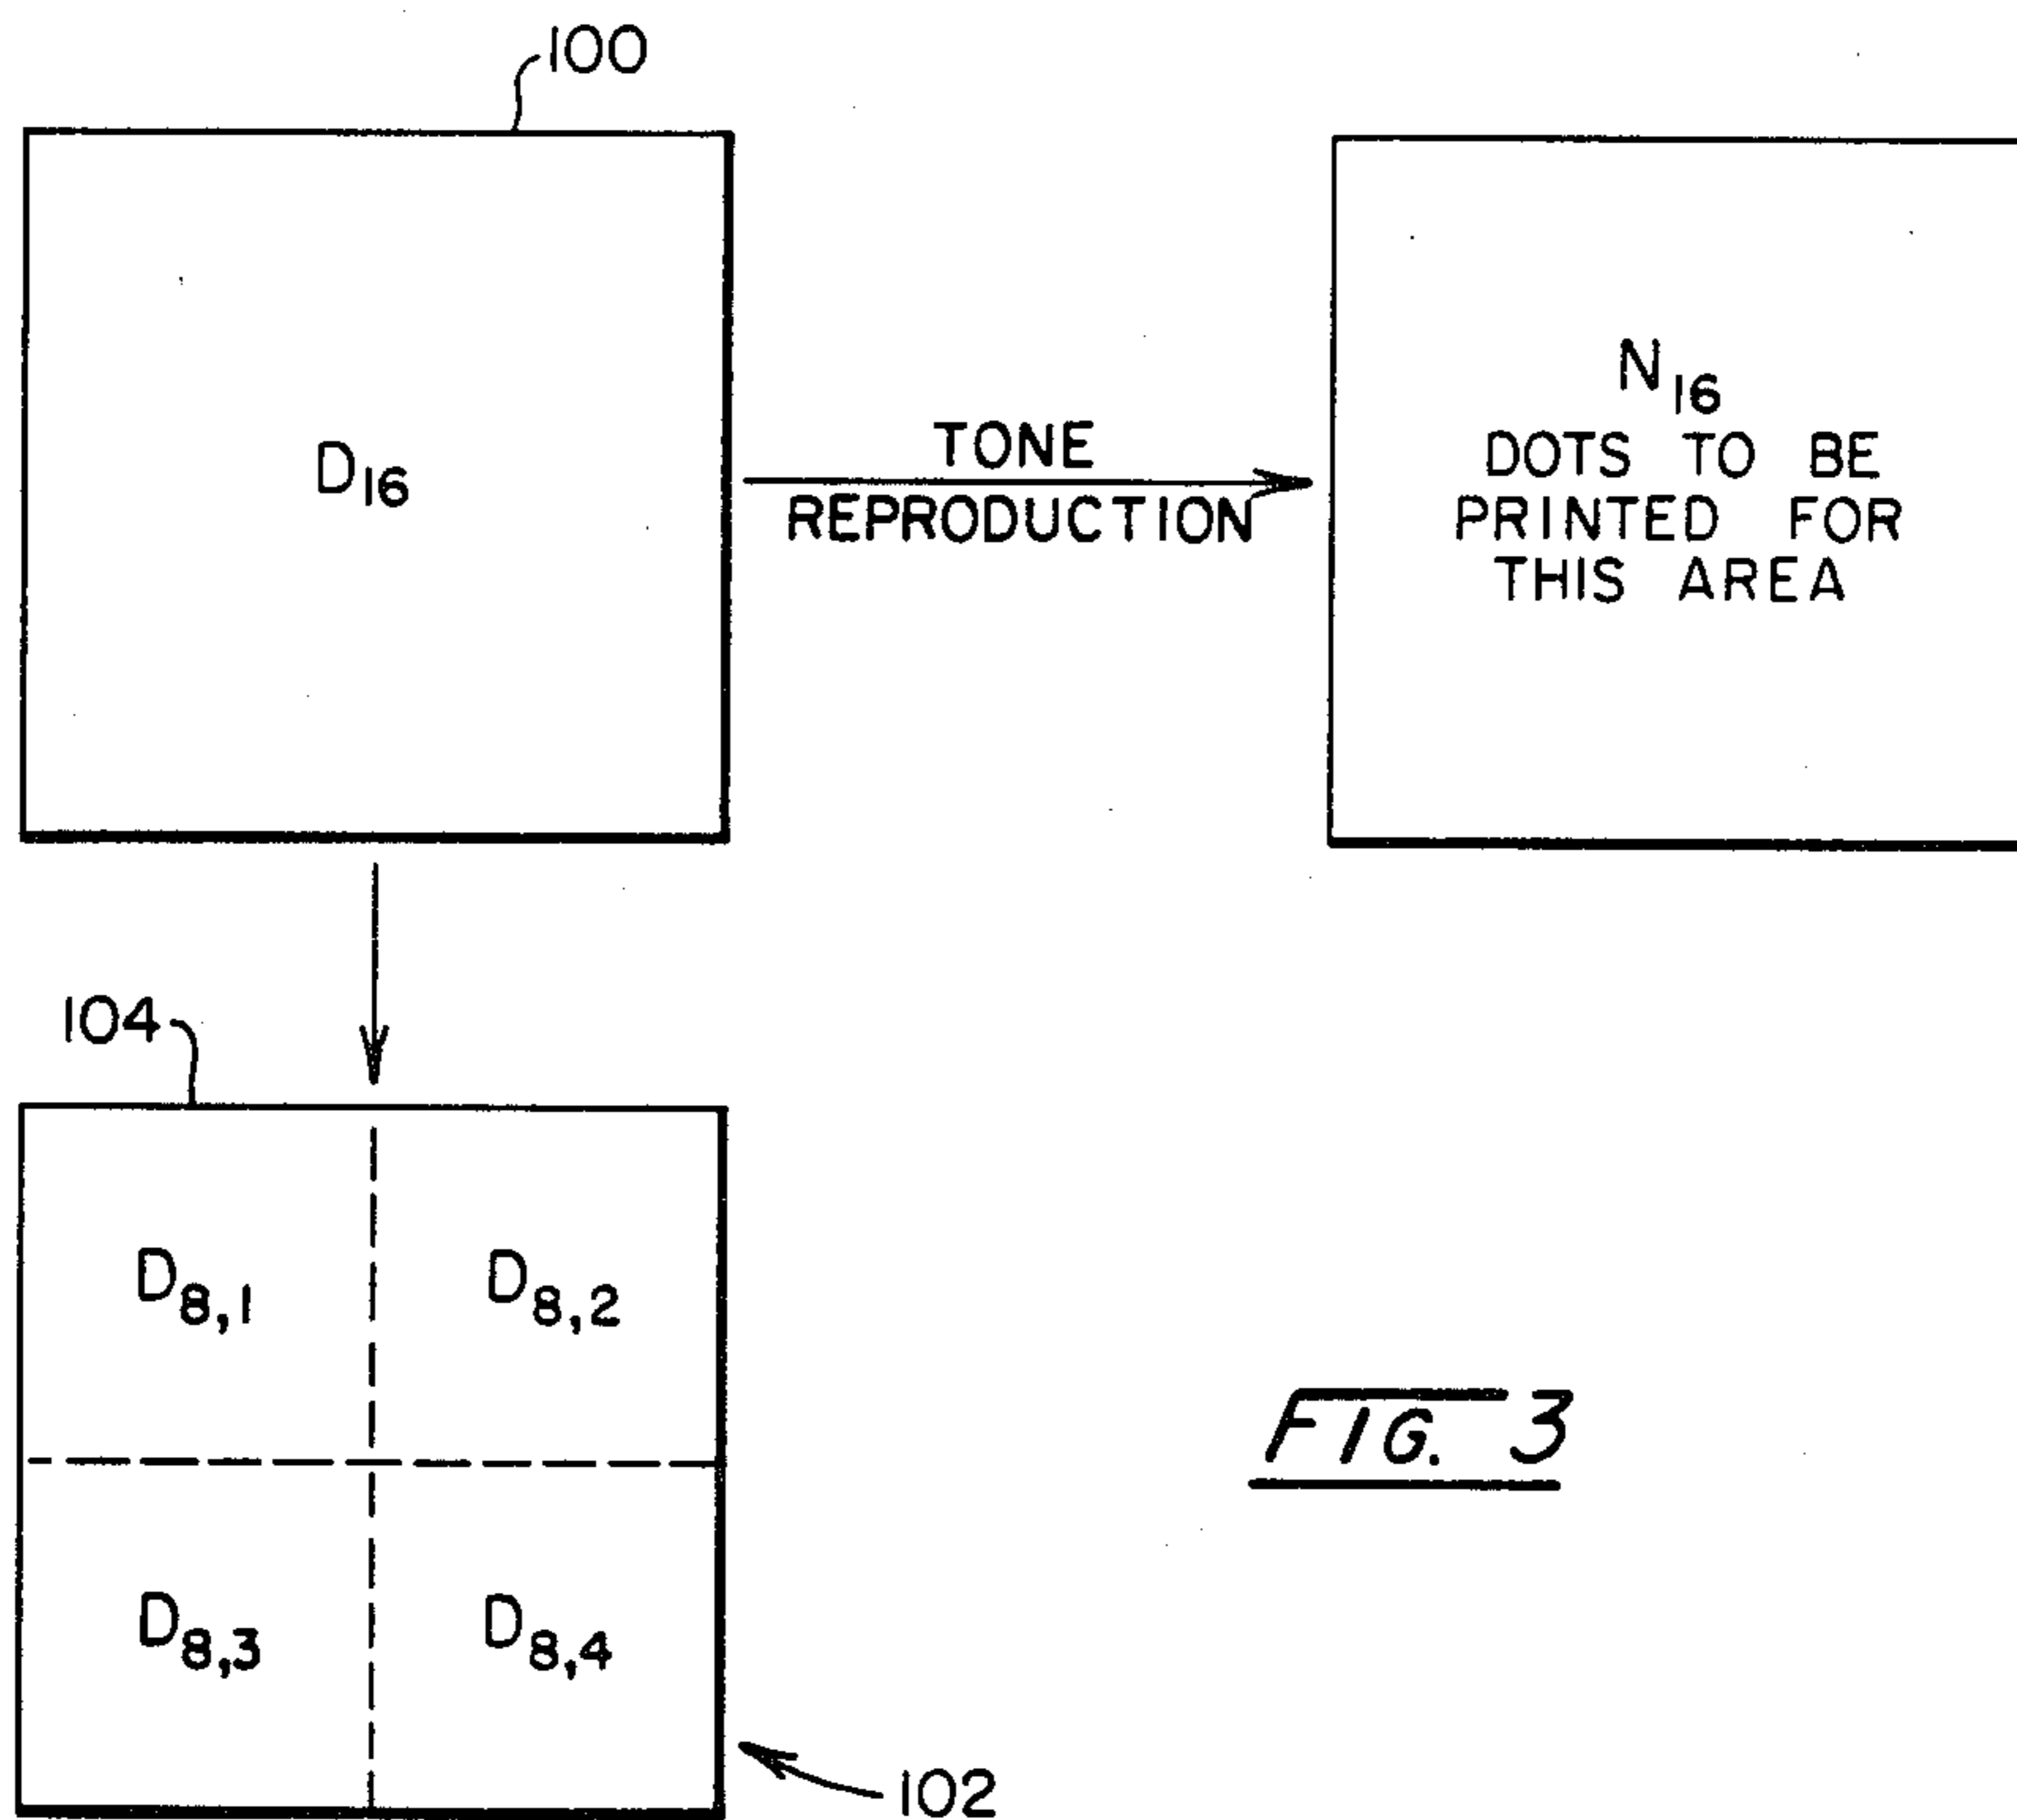 100
D16
TONE
REPRODUCTION
N16
DOTS TO BE
PRINTED FOR
THIS AREA
104
D8,1
D8,2
D8,3
D8,4
102
FIG. 3